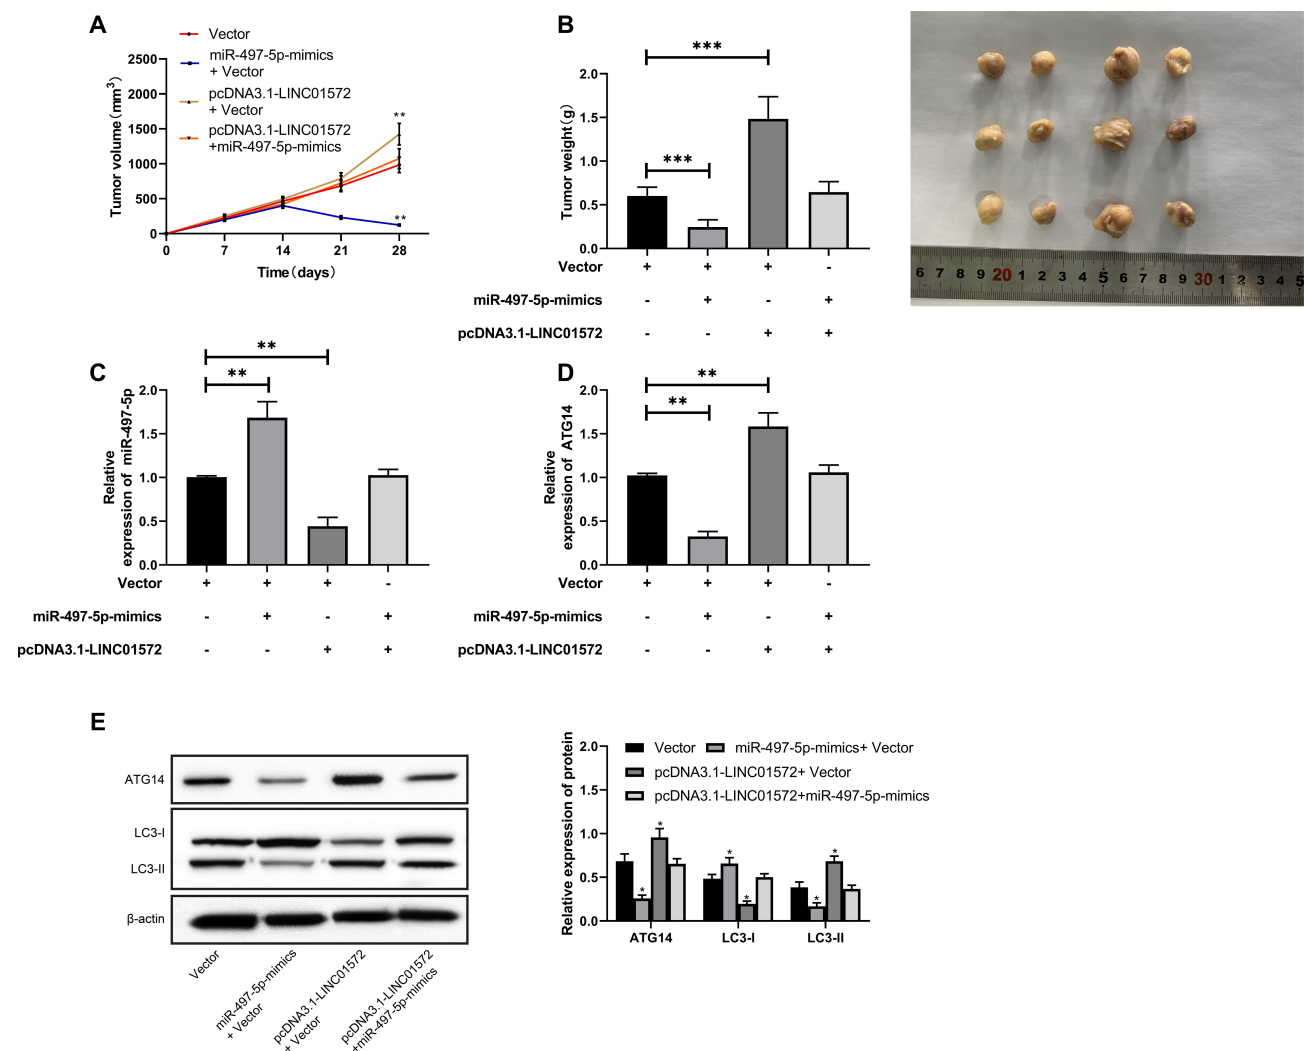 A
Vector
miR-497-5p-mimics
+ Vector
pcDNA3.1-LINC01572
+ Vector
pcDNA3.1-LINC01572
+miR-497-5p-mimics
Tumor volume(mm3)
2500
2000
1500
1000
500
0
**
**
0 7 14 21 28
Time(days)
B
***
***
Tumor weight(g)
2.0
1.5
1.0
0.5
0.0
Vector + + + -
miR-497-5p-mimics - + - +
pcDNA3.1-LINC01572 - - + +
6 7 8 9 20 1 2 3 4 5 6 7 8 9 30 1 2 3 4 5
C
**
**
Relative
expression of miR-497-5p
2.0
1.5
1.0
0.5
0.0
Vector + + + -
miR-497-5p-mimics - + - +
pcDNA3.1-LINC01572 - - + +
D
**
**
Relative
expression of ATG14
2.0
1.5
1.0
0.5
0.0
Vector + + + -
miR-497-5p-mimics - + - +
pcDNA3.1-LINC01572 - - + +
E
ATG14
LC3-I
LC3-II
β-actin
Vector
miR-497-5p-mimics
+ Vector
pcDNA3.1-LINC01572
+ Vector
pcDNA3.1-LINC01572
+miR-497-5p-mimics
Relative expression of protein
2.0
1.5
1.0
0.5
0.0
Vector miR-497-5p-mimics+ Vector
pcDNA3.1-LINC01572+ Vector
pcDNA3.1-LINC01572+miR-497-5p-mimics
* * * * * *
ATG14 LC3-I LC3-II